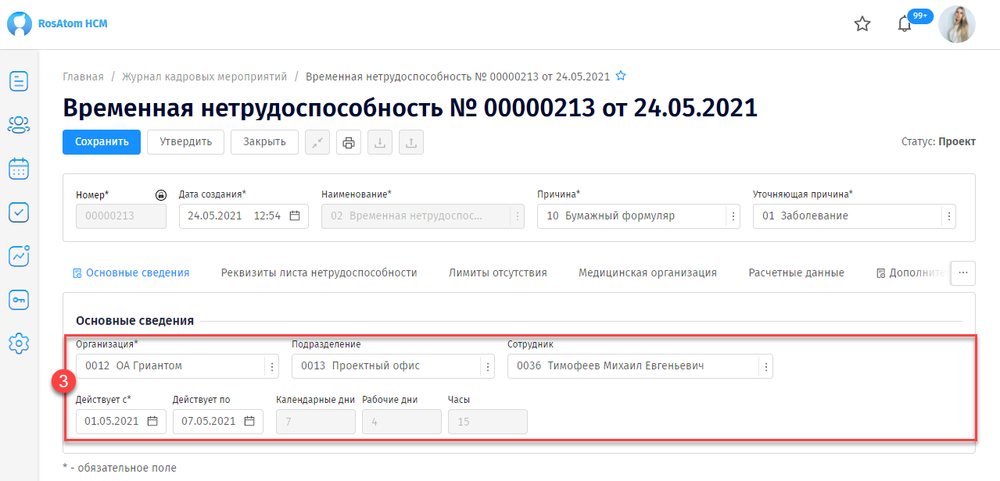 RosAtom HCM
99+
Главная / Журнал кадровых мероприятий / Временная нетрудоспособность № 00000213 от 24.05.2021
Временная нетрудоспособность № 00000213 от 24.05.2021
Сохранить Утвердить Закрыть Статус: Проект
Номер* Дата создания* Наименование* Причина* Уточняющая причина*
00000213 24.05.2021 12:54 02 Временная нетрудоспос... 10 Бумажный формуляр 01 Заболевание
Основные сведения Реквизиты листа нетрудоспособности Лимиты отсутствия Медицинская организация Расчетные данные Дополните ...
Основные сведения
Организация* Подразделение Сотрудник
0012 ОА Гриантом 0013 Проектный офис 0036 Тимофеев Михаил Евгеньевич
3
Действует с* Действует по Календарные дни Рабочие дни Часы
01.05.2021 07.05.2021 7 4 15
* - обязательное поле